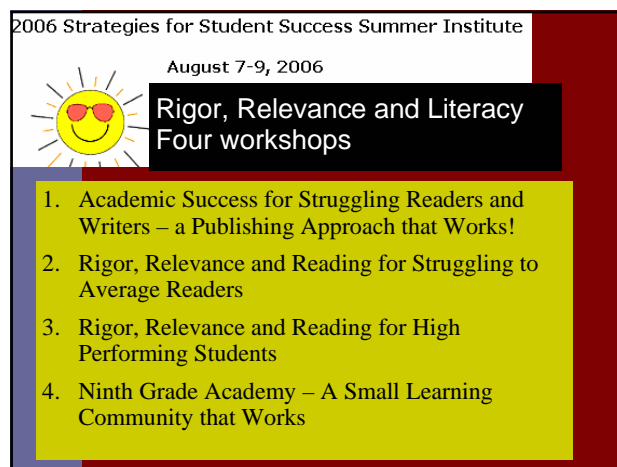 2006 Strategies for Student Success Summer Institute
August 7-9, 2006
Rigor, Relevance and Literacy
Four workshops
1. Academic Success for Struggling Readers and
Writers – a Publishing Approach that Works!
2. Rigor, Relevance and Reading for Struggling to
Average Readers
3. Rigor, Relevance and Reading for High
Performing Students
4. Ninth Grade Academy – A Small Learning
Community that Works